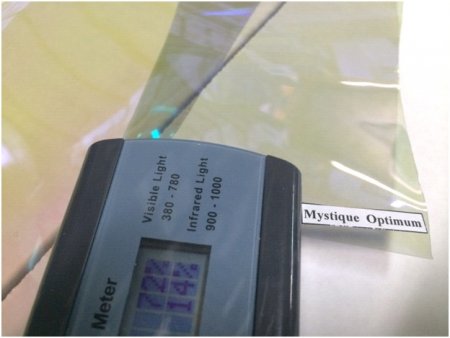 Visible Light
380 - 780
Infrared Light
900 - 1000
Meter
72%
14%
Mystique Optimum